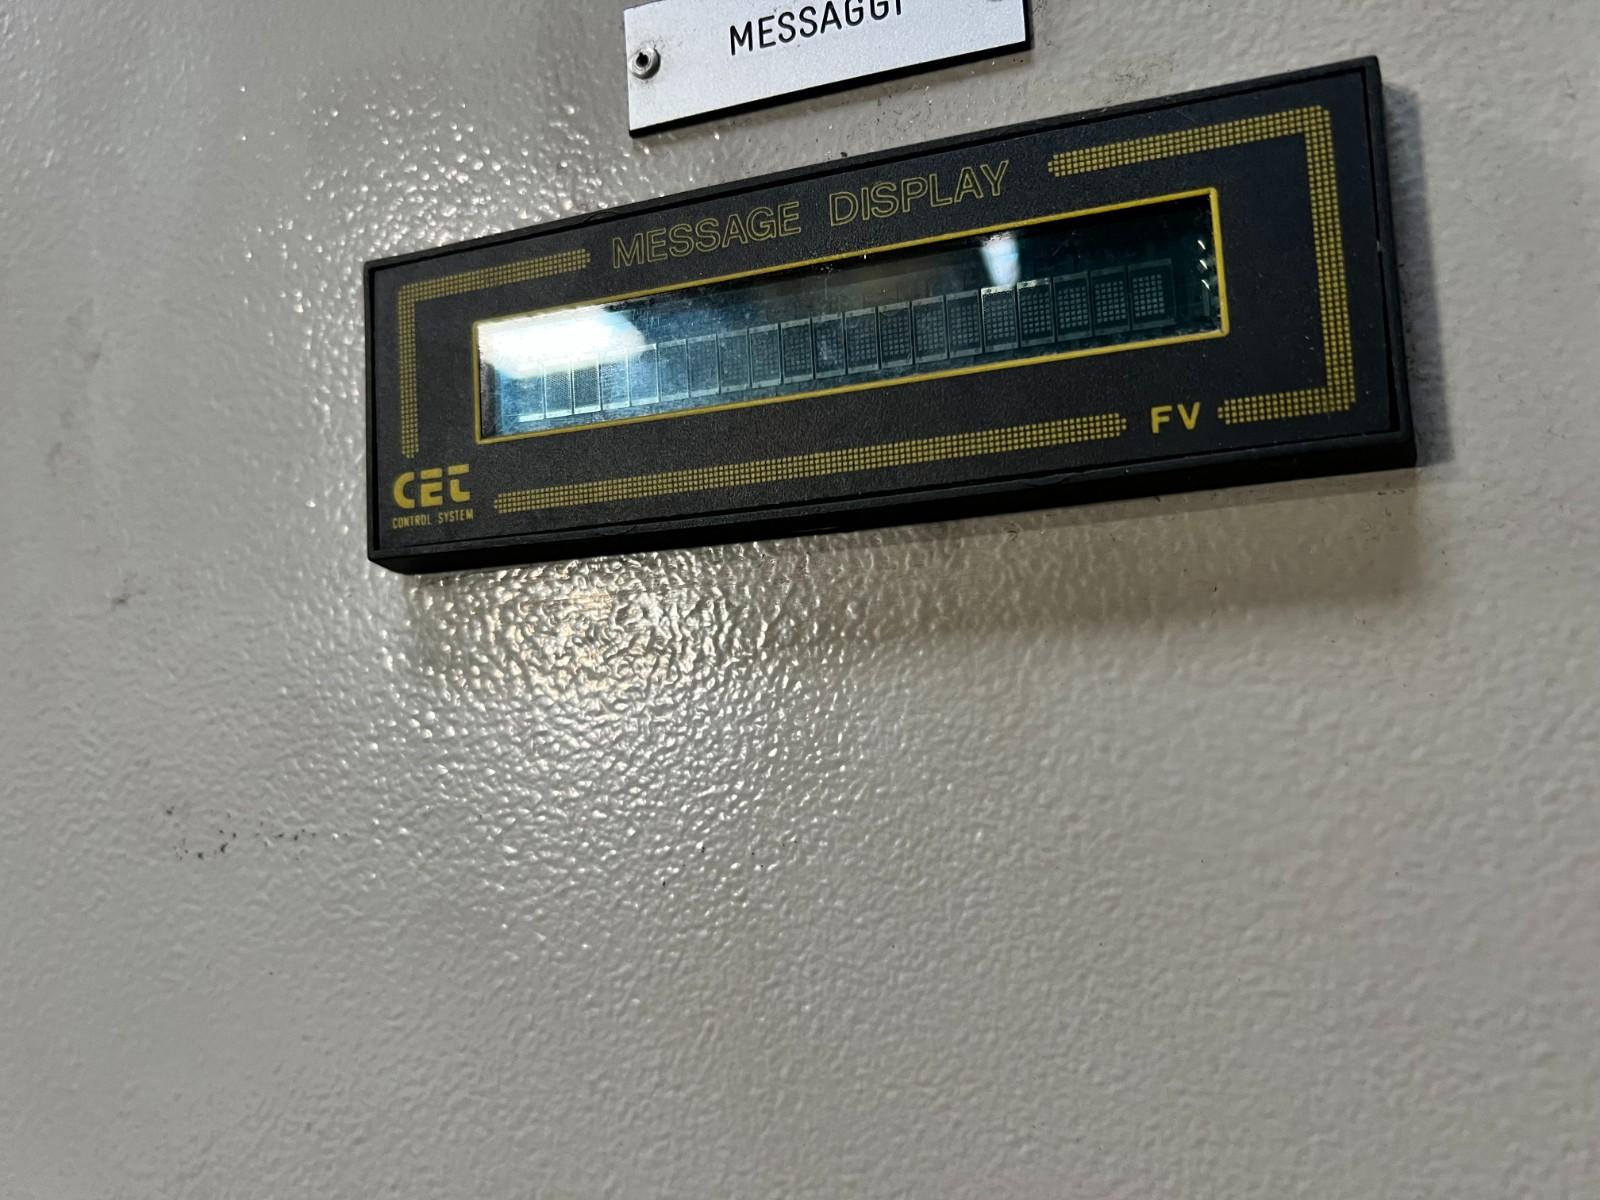 MESSAGGI
MESSAGE DISPLAY
FV
CET
CONTROL SYSTEM